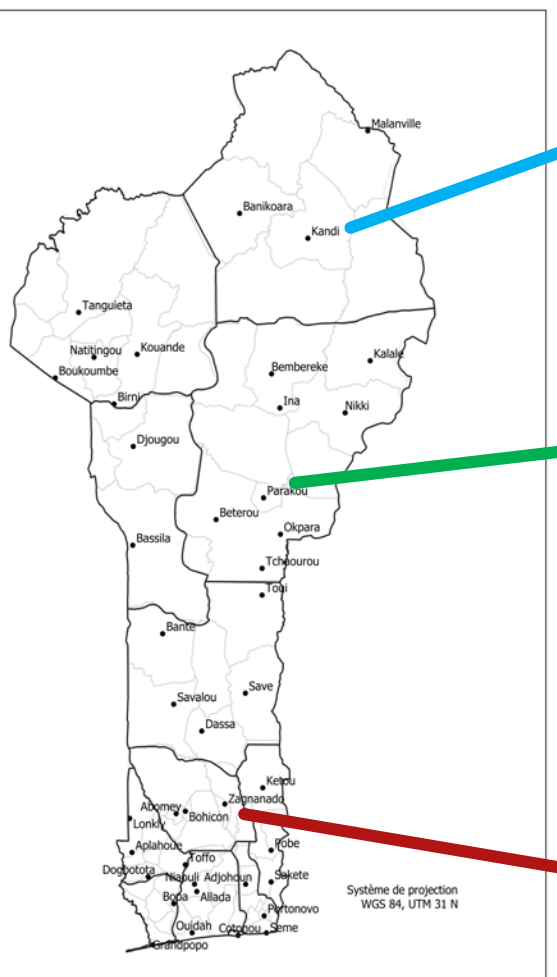 Malanville
Banikoara
Kandi
Tanguieta
Natitingou
Kouande
Boukoumbe
Birni
Bembereke
Kalale
Ina
Nikki
Djougou
Parakou
Beterou
Okpara
Bassila
Tchaourou
Toui
Bante
Save
Savalou
Dassa
Ketou
Zagnanado
Abomey
Bohicon
Lonkly
Aplahoue
Pobe
Dogbotota
Toffo
Niaouli
Adjohoun
Sakete
Allada
Bopa
Système de projection
WGS 84, UTM 31 N
Portonovo
Ouidah
Cotonou
Seme
Grandpopo